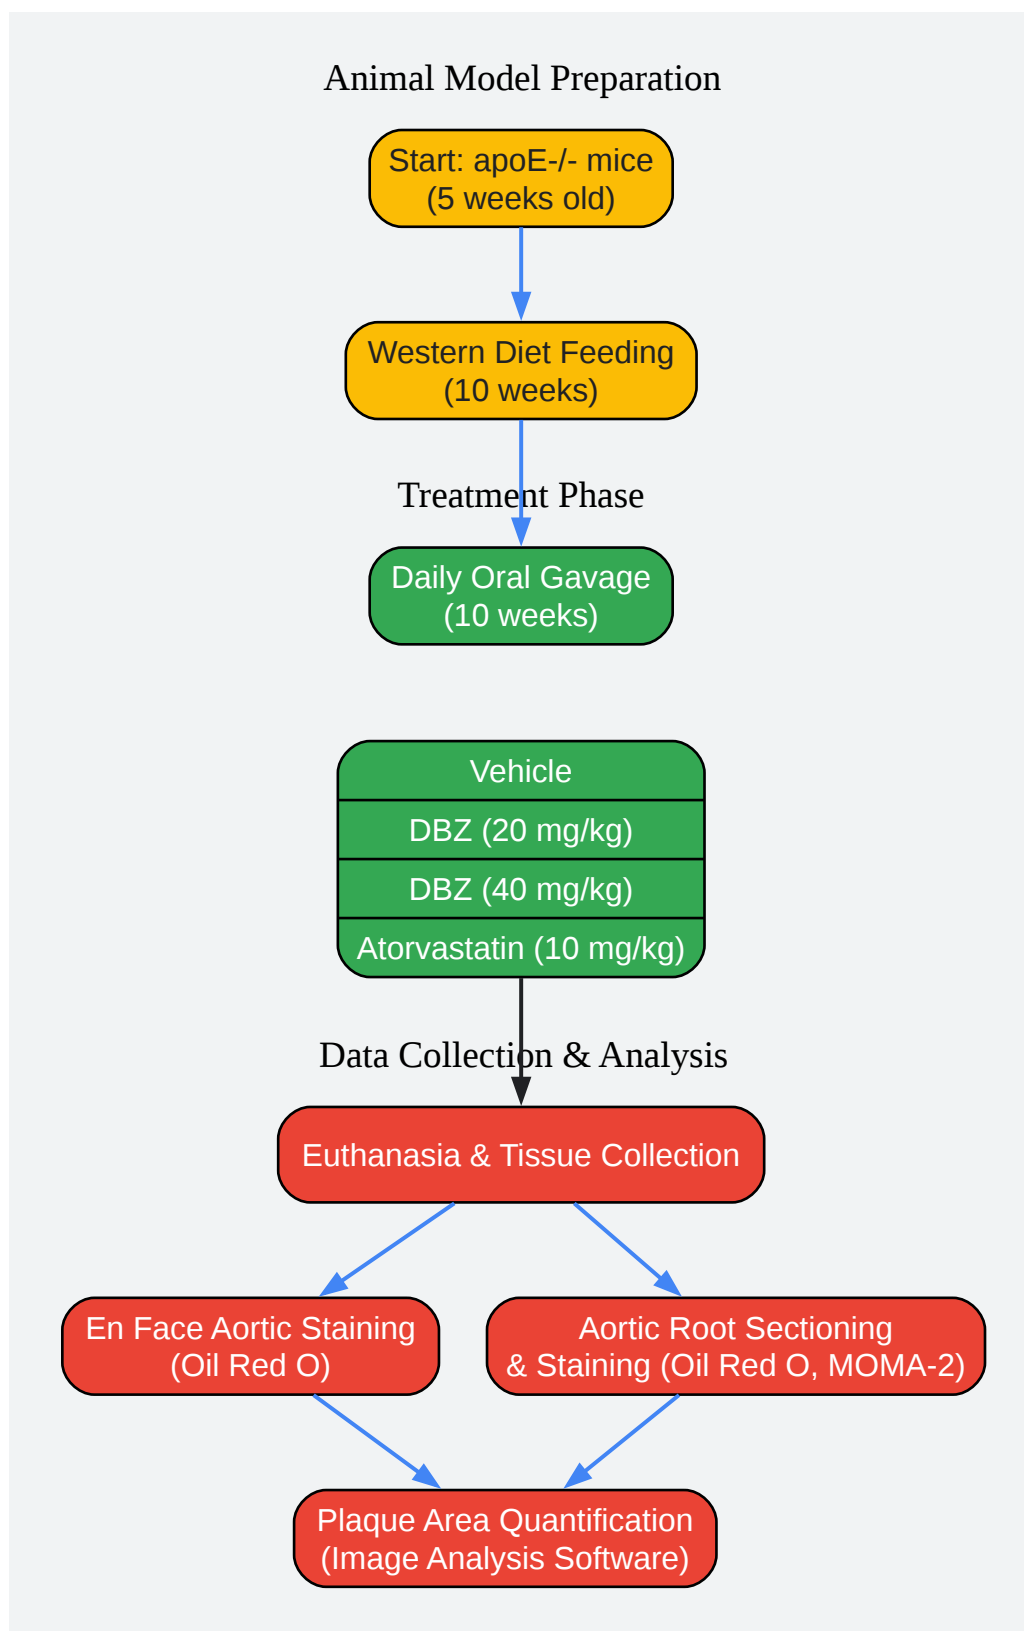 Animal Model Preparation
Start: apoE-/- mice
(5 weeks old)
Western Diet Feeding
(10 weeks)
Treatment Phase
Daily Oral Gavage
(10 weeks)
Vehicle
DBZ (20 mg/kg)
DBZ (40 mg/kg)
Atorvastatin (10 mg/kg)
Data Collection & Analysis
Euthanasia & Tissue Collection
En Face Aortic Staining
(Oil Red O)
Aortic Root Sectioning
& Staining (Oil Red O, MOMA-2)
Plaque Area Quantification
(Image Analysis Software)